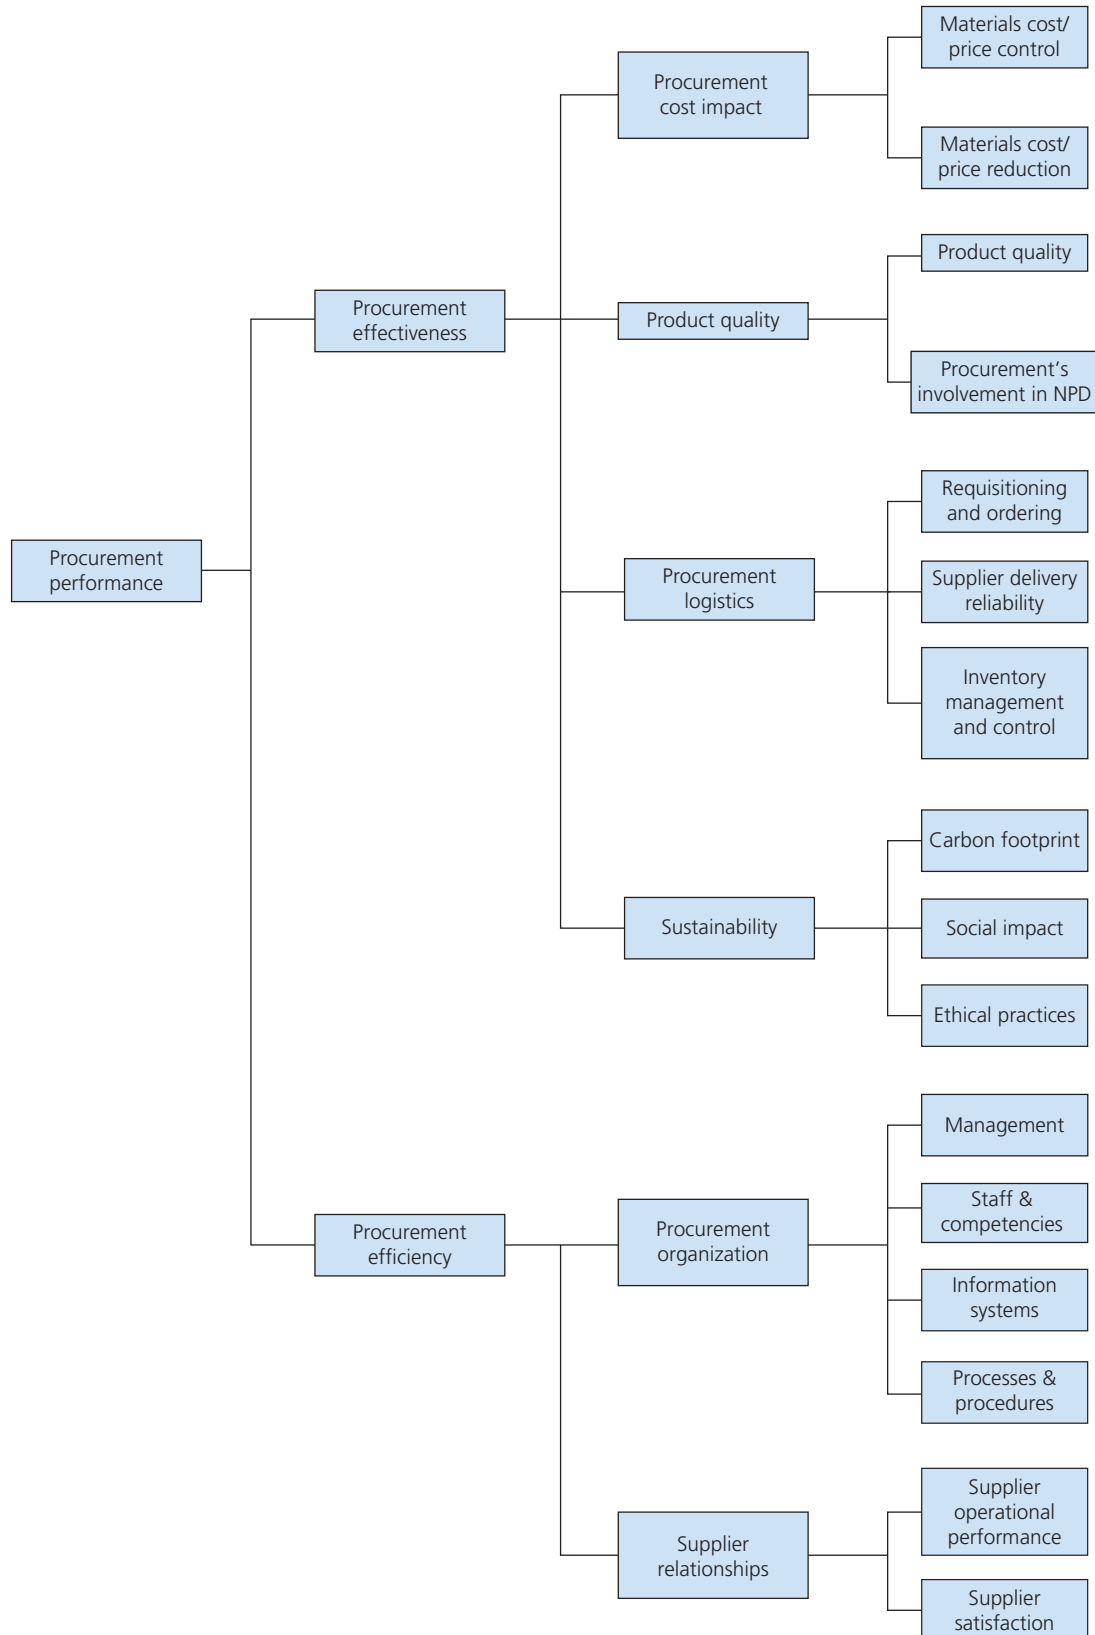 Procurement
performance
Procurement
effectiveness
Procurement
cost impact
Materials cost/
price control
Materials cost/
price reduction
Product quality
Product quality
Procurement's
involvement in NPD
Procurement
logistics
Requisitioning
and ordering
Supplier delivery
reliability
Inventory
management
and control
Sustainability
Carbon footprint
Social impact
Ethical practices
Procurement
efficiency
Procurement
organization
Management
Staff &
competencies
Information
systems
Processes &
procedures
Supplier
relationships
Supplier
operational
performance
Supplier
satisfaction